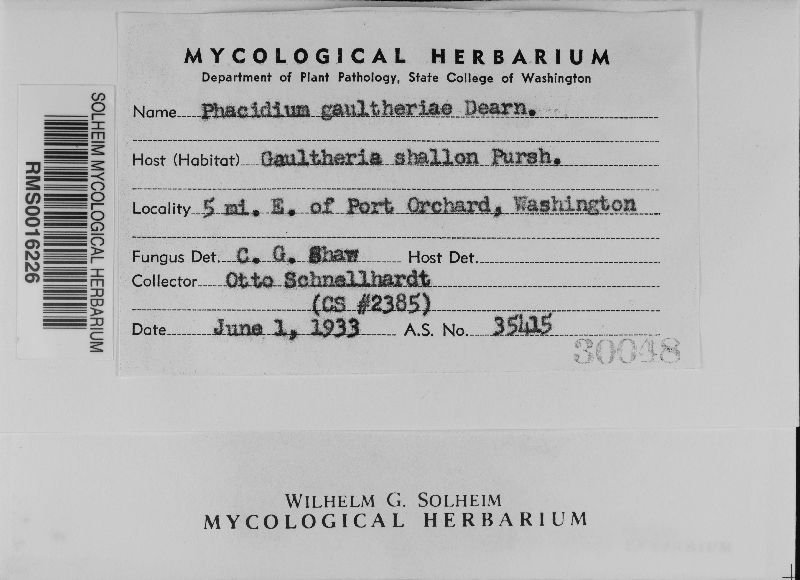 MYCOLOGICAL HERBARIUM
Department of Plant Pathology, State College of Washington
Name Phacidium gaultheriae Dearn.
Host (Habitat) Gaultheria shallon Pursh.
Locality 5 mi. E. of Port Orchard, Washington
Fungus Det. C. G. Shaw Host Det.
Collector Otto Schnellhardt
(CS #2385)
Date June 1, 1933 A.S. No. 35415
30048
SOLHEIM MYCOLOGICAL HERBARIUM
RMS0016226
WILHELM G. SOLHEIM
MYCOLOGICAL HERBARIUM